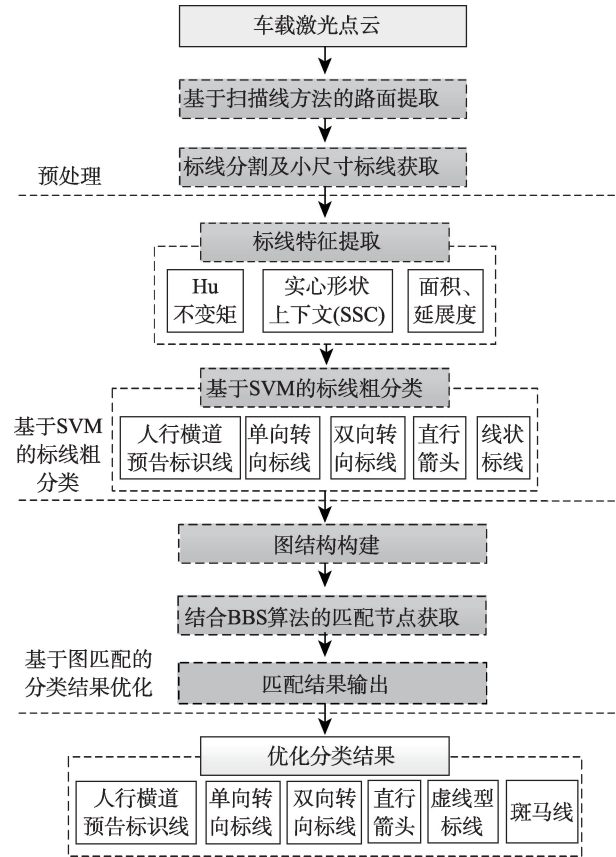 车载激光点云
基于扫描线方法的路面提取
标线分割及小尺寸标线获取
预处理
标线特征提取
Hu
不变矩
实心形状
上下文(SSC)
面积、
延展度
基于SVM的标线粗分类
基于SVM
的标线粗
分类
人行横道
预告标识线
单向转
向标线
双向转
向标线
直行
箭头
线状
标线
图结构构建
结合BBS算法的匹配节点获取
基于图匹配的
分类结果优化
匹配结果输出
优化分类结果
人行横道
预告标识线
单向转
向标线
双向转
向标线
直行
箭头
虚线型
标线
斑马线